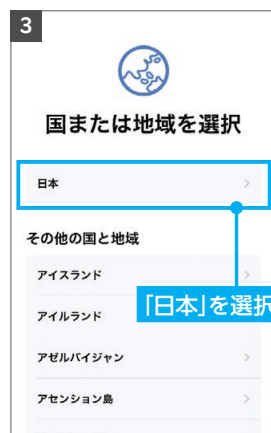 3
国または地域を選択
日本
その他の国と地域
アイスランド
「日本」を選択
アイルランド
アゼルバイジャン
アセンション島